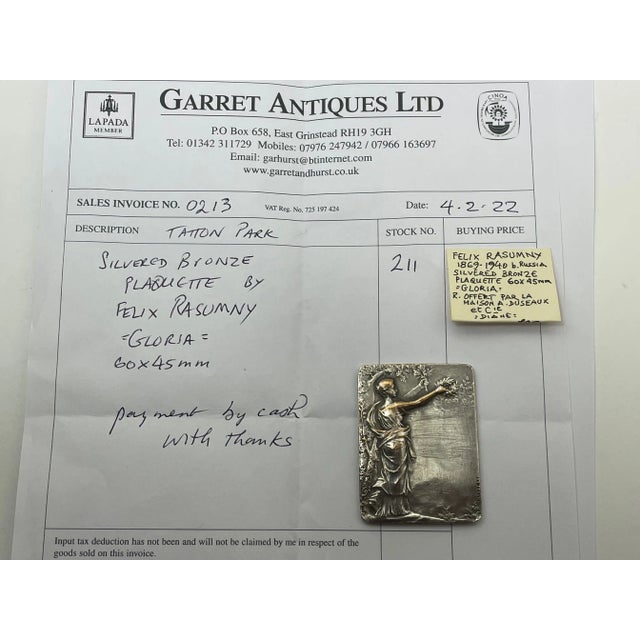 LAPADA
MEMBER
GARRET ANTIQUES LTD
CINOA
P.O Box 658, East Grinstead RH19 3GH
Tel: 01342 311729 Mobiles: 07976 247942 / 07966 163697
Email: garhurst@btinternet.com
www.garretandhurst.co.uk
SALES INVOICE NO. 0213
VAT Reg. No. 725 197 424
Date: 4.2.22
DESCRIPTION TATTON PARK
STOCK NO.
BUYING PRICE
SILVERED BRONZE
PLAQUETTE BY
FELIX RASUMNY
"GLORIA"
60x45mm
211
FELIX RASUMNY
1869-1940 b. RUSSIA
SILVERED BRONZE
PLAQUETTE 60x45mm
"GLORIA"
R. OFFERT PAR LA
MAISON A. DUSEAUX
et Cie
"DIANE"
payment by cash
with thanks
Input tax deduction has not been and will not be claimed by me in respect of the
goods sold on this invoice.